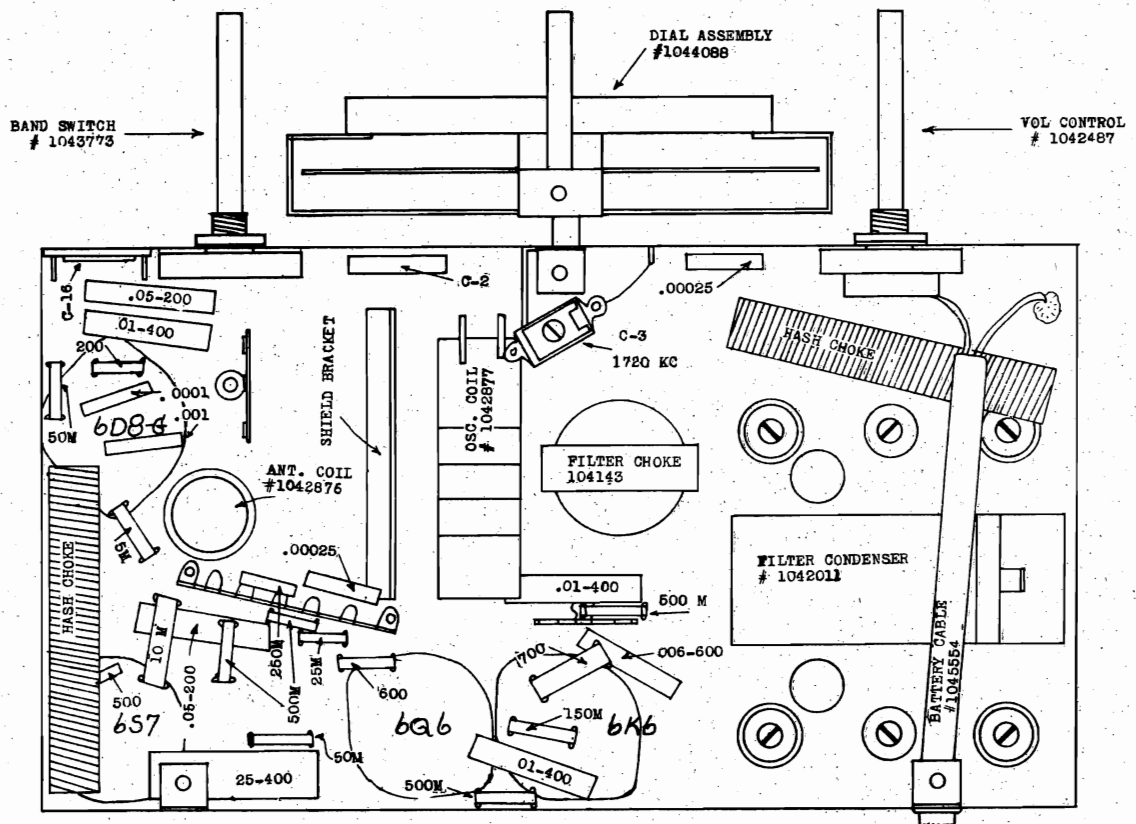 DIAL ASSEMBLY
#1044088
BAND SWITCH
# 1043773
VOL CONTROL
# 1042487
C-16
.05-200
.01-400
200
.0001
.001
50M
6D8-G
C-2
.00025
C-3
1720 KC
HASH CHOKE
SHIELD BRACKET
OSC. COIL
# 1042877
ANT. COIL
#1042876
FILTER CHOKE
104143
5M
HASH CHOKE
.00025
.01-400
500 M
FILTER CONDENSER
# 1042011
BATTERY CABLE
#1045554
10 M
.05-200
250M
500M
25M
600
1700
006-600
500
6S7
6Q6
150M
6K6
50M
25-400
01-400
500M